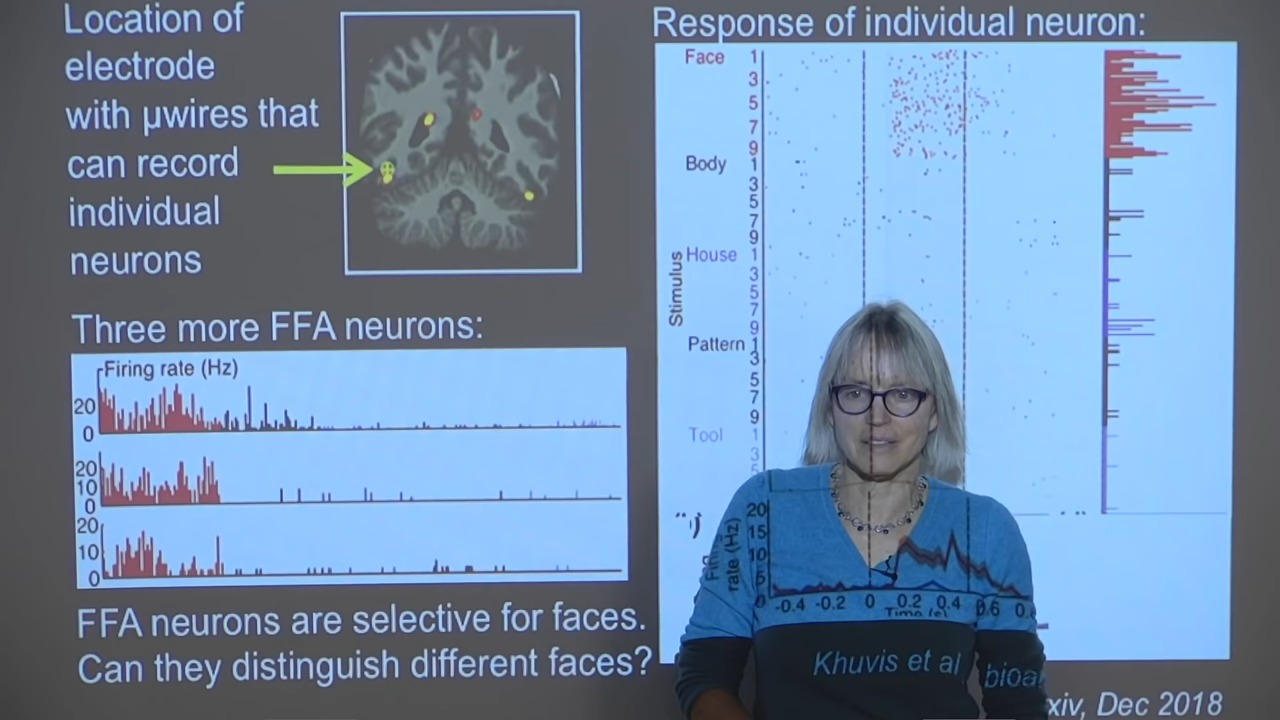 Location of
electrode
with µwires that
can record
individual
neurons
Three more FFA neurons:
Firing rate (Hz)
20
0
20
10
0
20
10
0
FFA neurons are selective for faces.
Can they distinguish different faces?
Response of individual neuron:
Stimulus
Face 1
3
5
7
9
Body 1
3
5
7
9
House 1
3
5
7
9
Pattern 1
3
5
7
9
Tool 1
3
5
rate (Hz)
20
15
10
5
0
-0.4 -0.2 0 0.2 0.4 0.6
Time (s)
Khuvis et al
xiv, Dec 2018